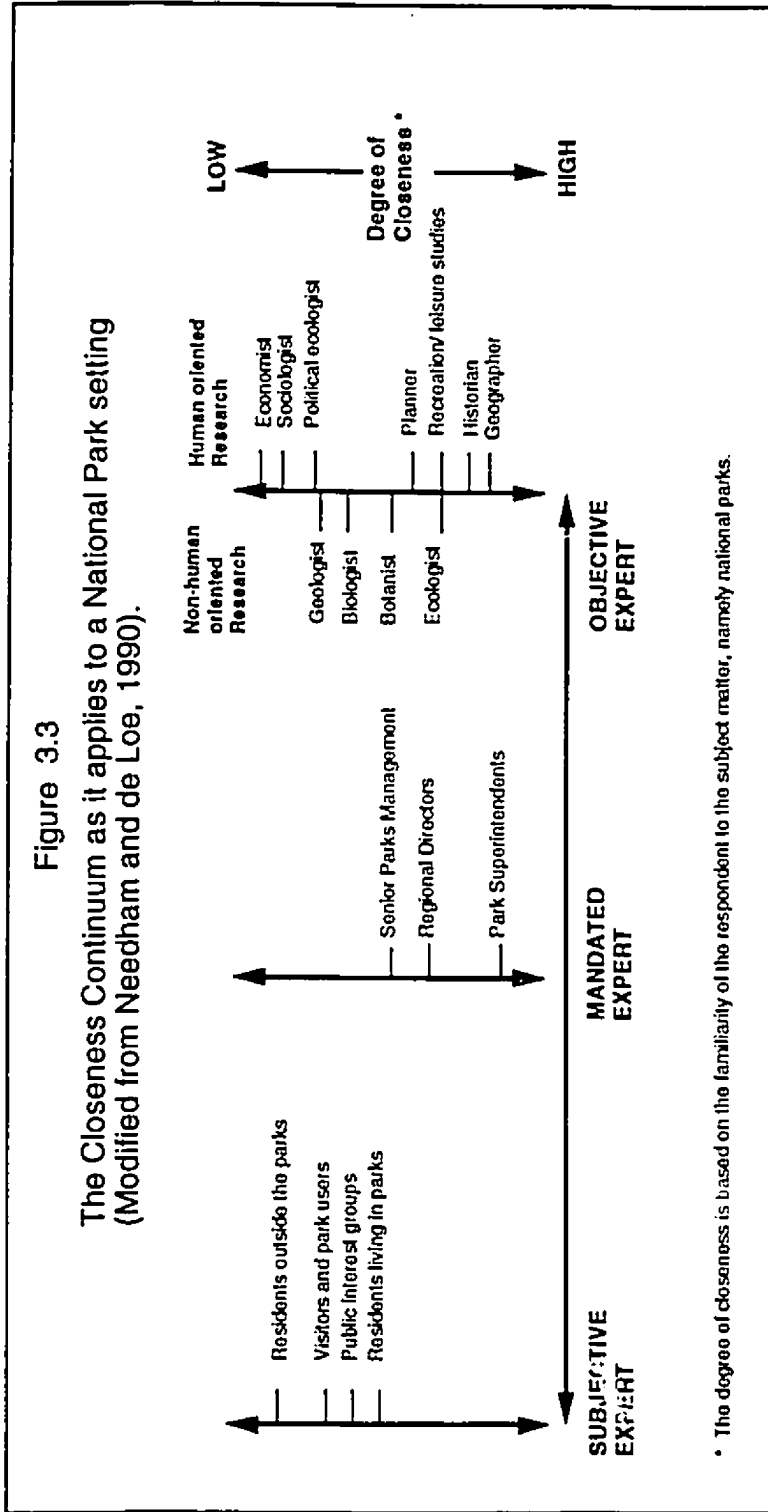 Figure 3.3
The Closeness Continuum as it applies to a National Park setting
(Modified from Needham and de Loe, 1990).
Residents outside the parks
Visitors and park users
Public Interest groups
Residents living in parks
Senior Parks Management
Regional Directors
Park Superintendents
Non-human
oriented
Research
Geologist
Biologist
Botanist
Ecologist
Human oriented
Research
Economist
Sociologist
Political ecologist
Planner
Recreation/ leisure studies
Historian
Geographer
LOW
Degree of
Closeness *
HIGH
SUBJECTIVE
EXPERT
MANDATED
EXPERT
OBJECTIVE
EXPERT
* The degree of closeness is based on the familiarity of the respondent to the subject matter, namely national parks.